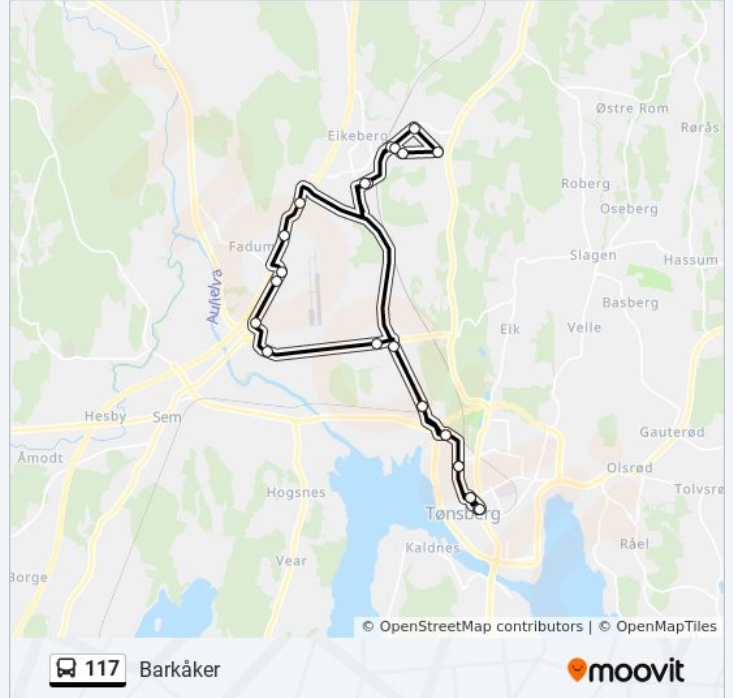 Østre Rom
Eikeberg
Rørås
Roberg
Oseberg
Fadum
Slagen
Hassum
Aulielva
Basberg
Eik
Velle
Hesby
Sem
Gauterød
Åmodt
Olsrød
Hogsnes
Tolvsrø
Tønsberg
Kaldnes
Råel
Vear
Borge
© OpenStreetMap contributors | © OpenMapTiles
117 Barkåker
moovit